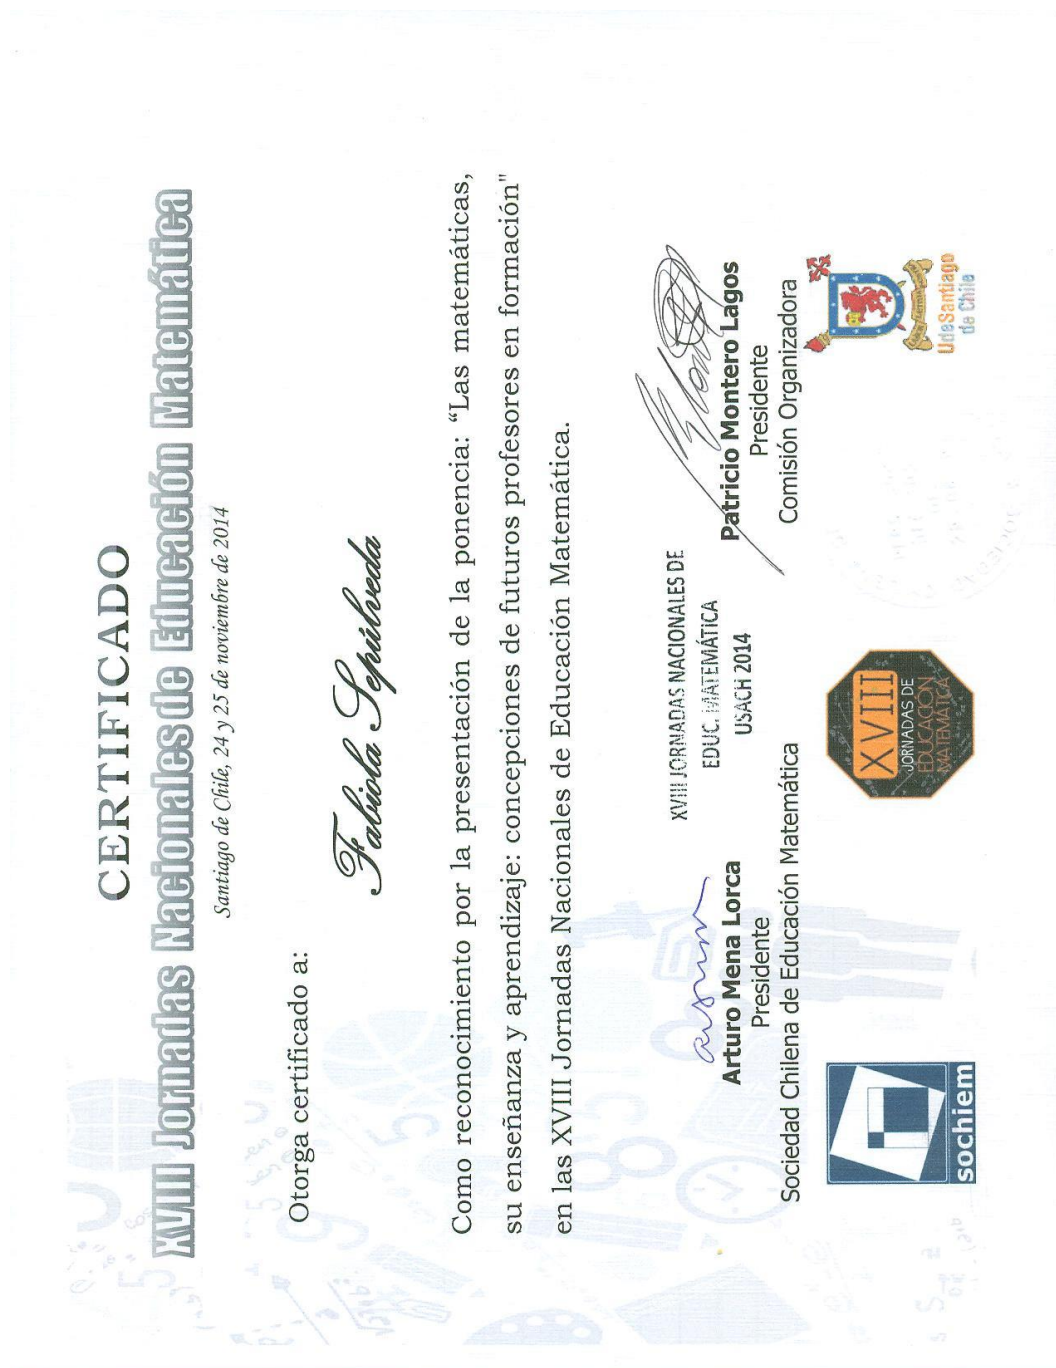 CERTIFICADO
XVIII Jornadas Nacionales de Educación Matemática
Santiago de Chile, 24 y 25 de noviembre de 2014
Otorga certificado a:
Fabiola Sepúlveda
Como reconocimiento por la presentación de la ponencia: “Las matemáticas,
su enseñanza y aprendizaje: concepciones de futuros profesores en formación"
en las XVIII Jornadas Nacionales de Educación Matemática.
XVIII JORNADAS NACIONALES DE
EDUC. MATEMÁTICA
USACH 2014
Arturo Mena Lorca
Presidente
Sociedad Chilena de Educación Matemática
Patricio Montero Lagos
Presidente
Comisión Organizadora
sochiem
XVIII
JORNADAS DE
EDUCACIÓN
MATEMÁTICA
UdeSantiago
de Chile